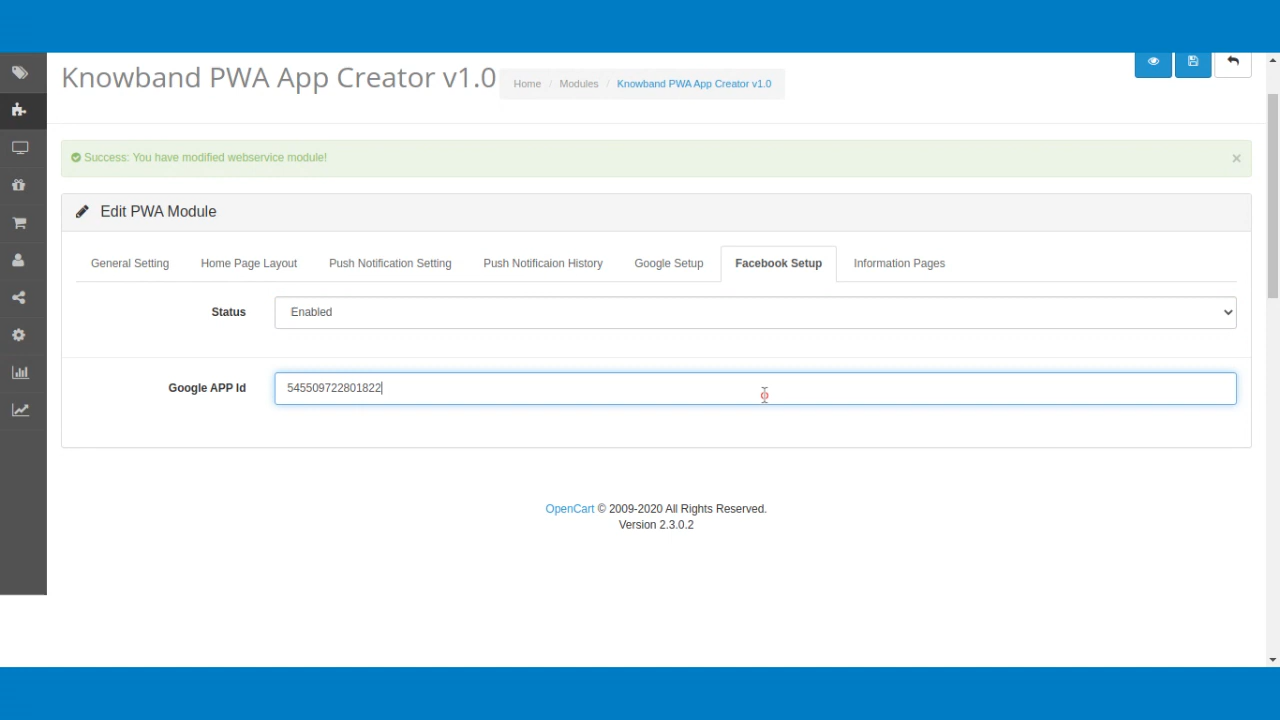 Knowband PWA App Creator v1.0
Home / Modules / Knowband PWA App Creator v1.0
Success: You have modified webservice module!
×
Edit PWA Module
General Setting Home Page Layout Push Notification Setting Push Notificaion History Google Setup Facebook Setup Information Pages
Status Enabled
Google APP Id 545509722801822
OpenCart © 2009-2020 All Rights Reserved.
Version 2.3.0.2